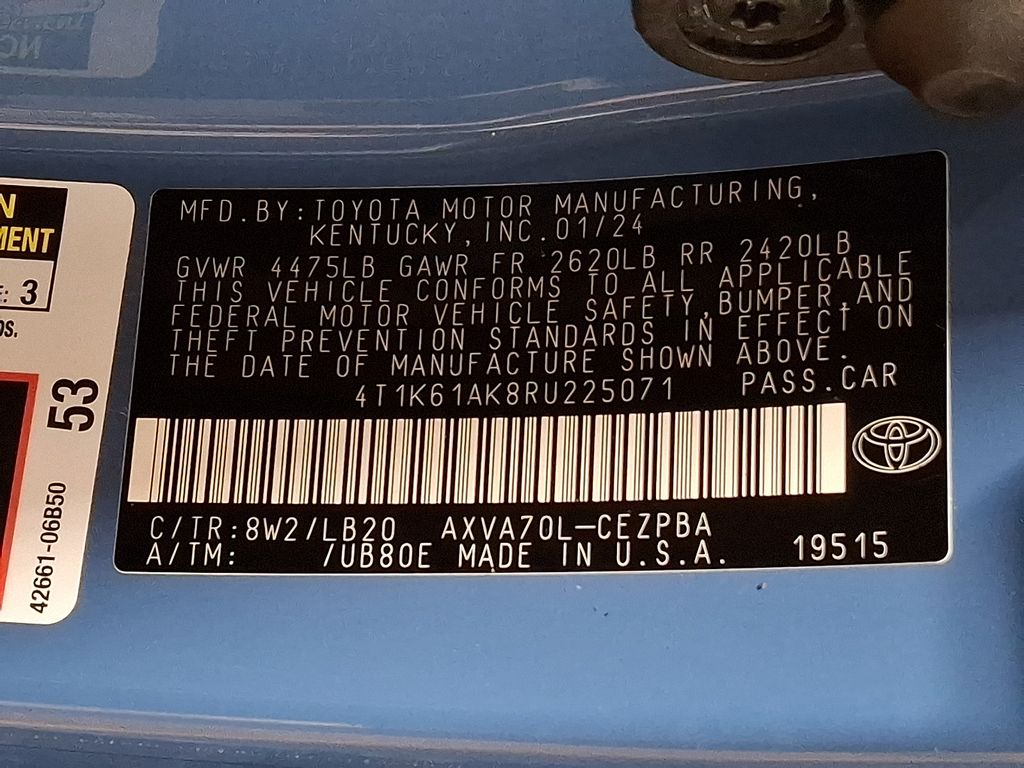 MFD.BY:TOYOTA MOTOR MANUFACTURING,
KENTUCKY,INC.01/24
GVWR 4475LB GAWR FR 2620LB RR 2420LB
THIS VEHICLE CONFORMS TO ALL APPLICABLE
FEDERAL MOTOR VEHICLE SAFETY,BUMPER,AND
THEFT PREVENTION STANDARDS IN EFFECT ON
THE DATE OF MANUFACTURE SHOWN ABOVE.
4T1K61AK8RU225071 PASS.CAR
C/TR:8W2/LB20 AXVA70L-CEZPBA
A/TM: /UB80E MADE IN U.S.A. 19515
3
53
42661-06B50